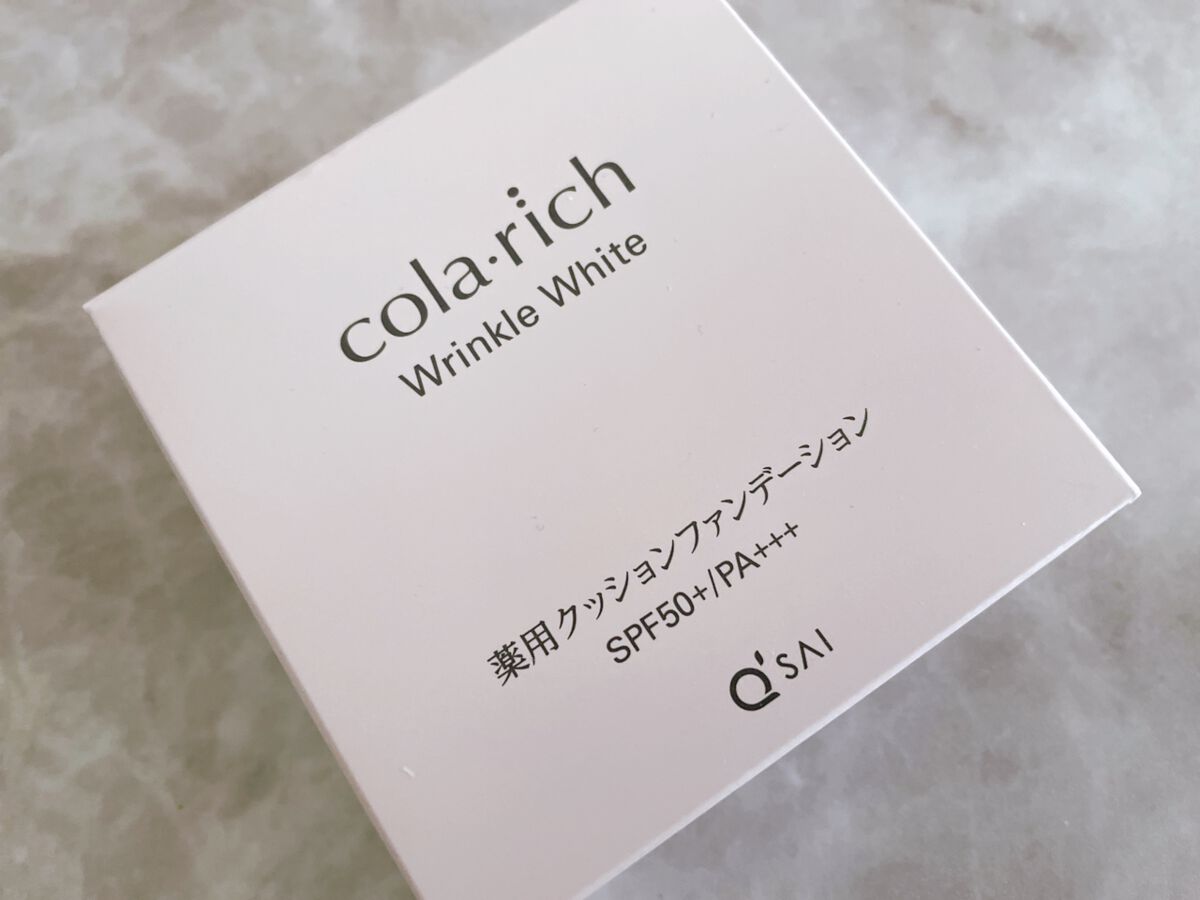 cola·rich
Wrinkle White
薬用クッションファンデーション
SPF50+/PA+++
Q'SAI